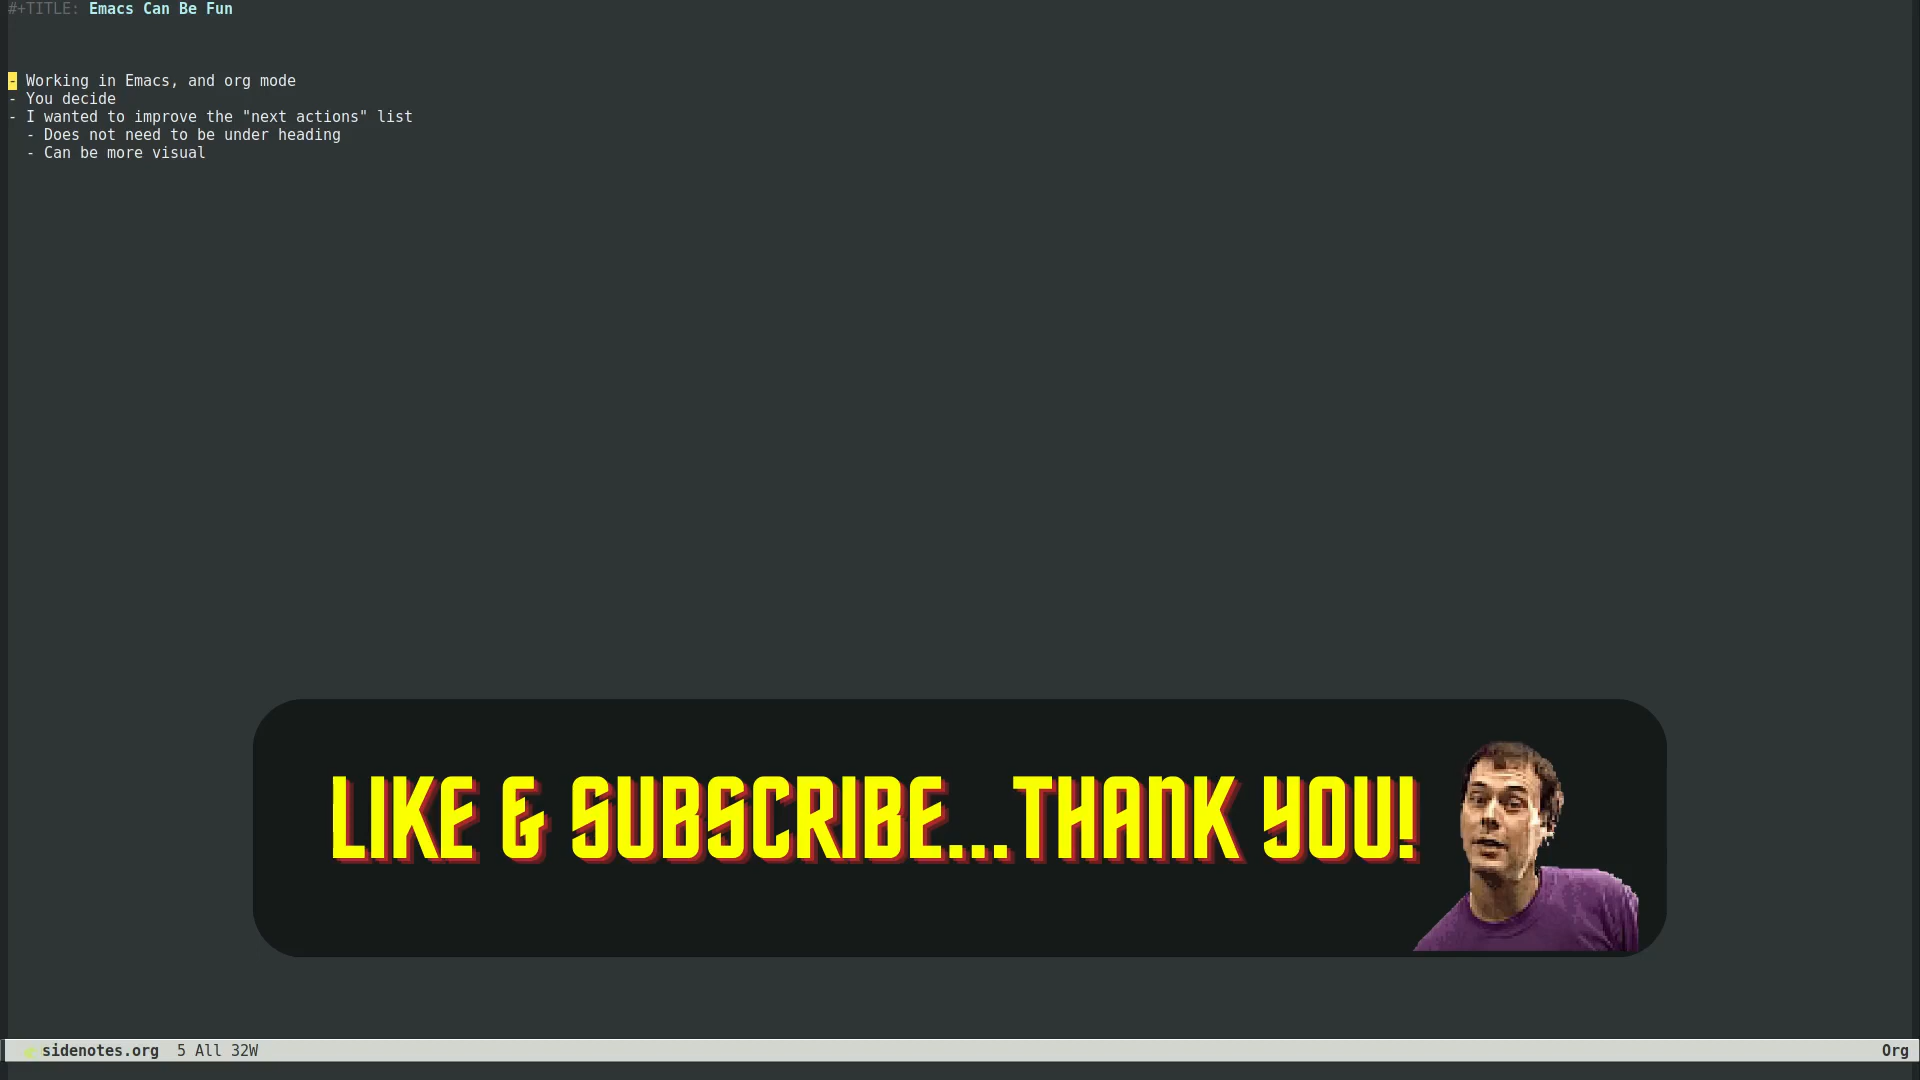 #+TITLE: Emacs Can Be Fun
- Working in Emacs, and org mode
- You decide
- I wanted to improve the "next actions" list
- Does not need to be under heading
- Can be more visual
LIKE & SUBSCRIBE...THANK YOU!
sidenotes.org 5 All 32W Org